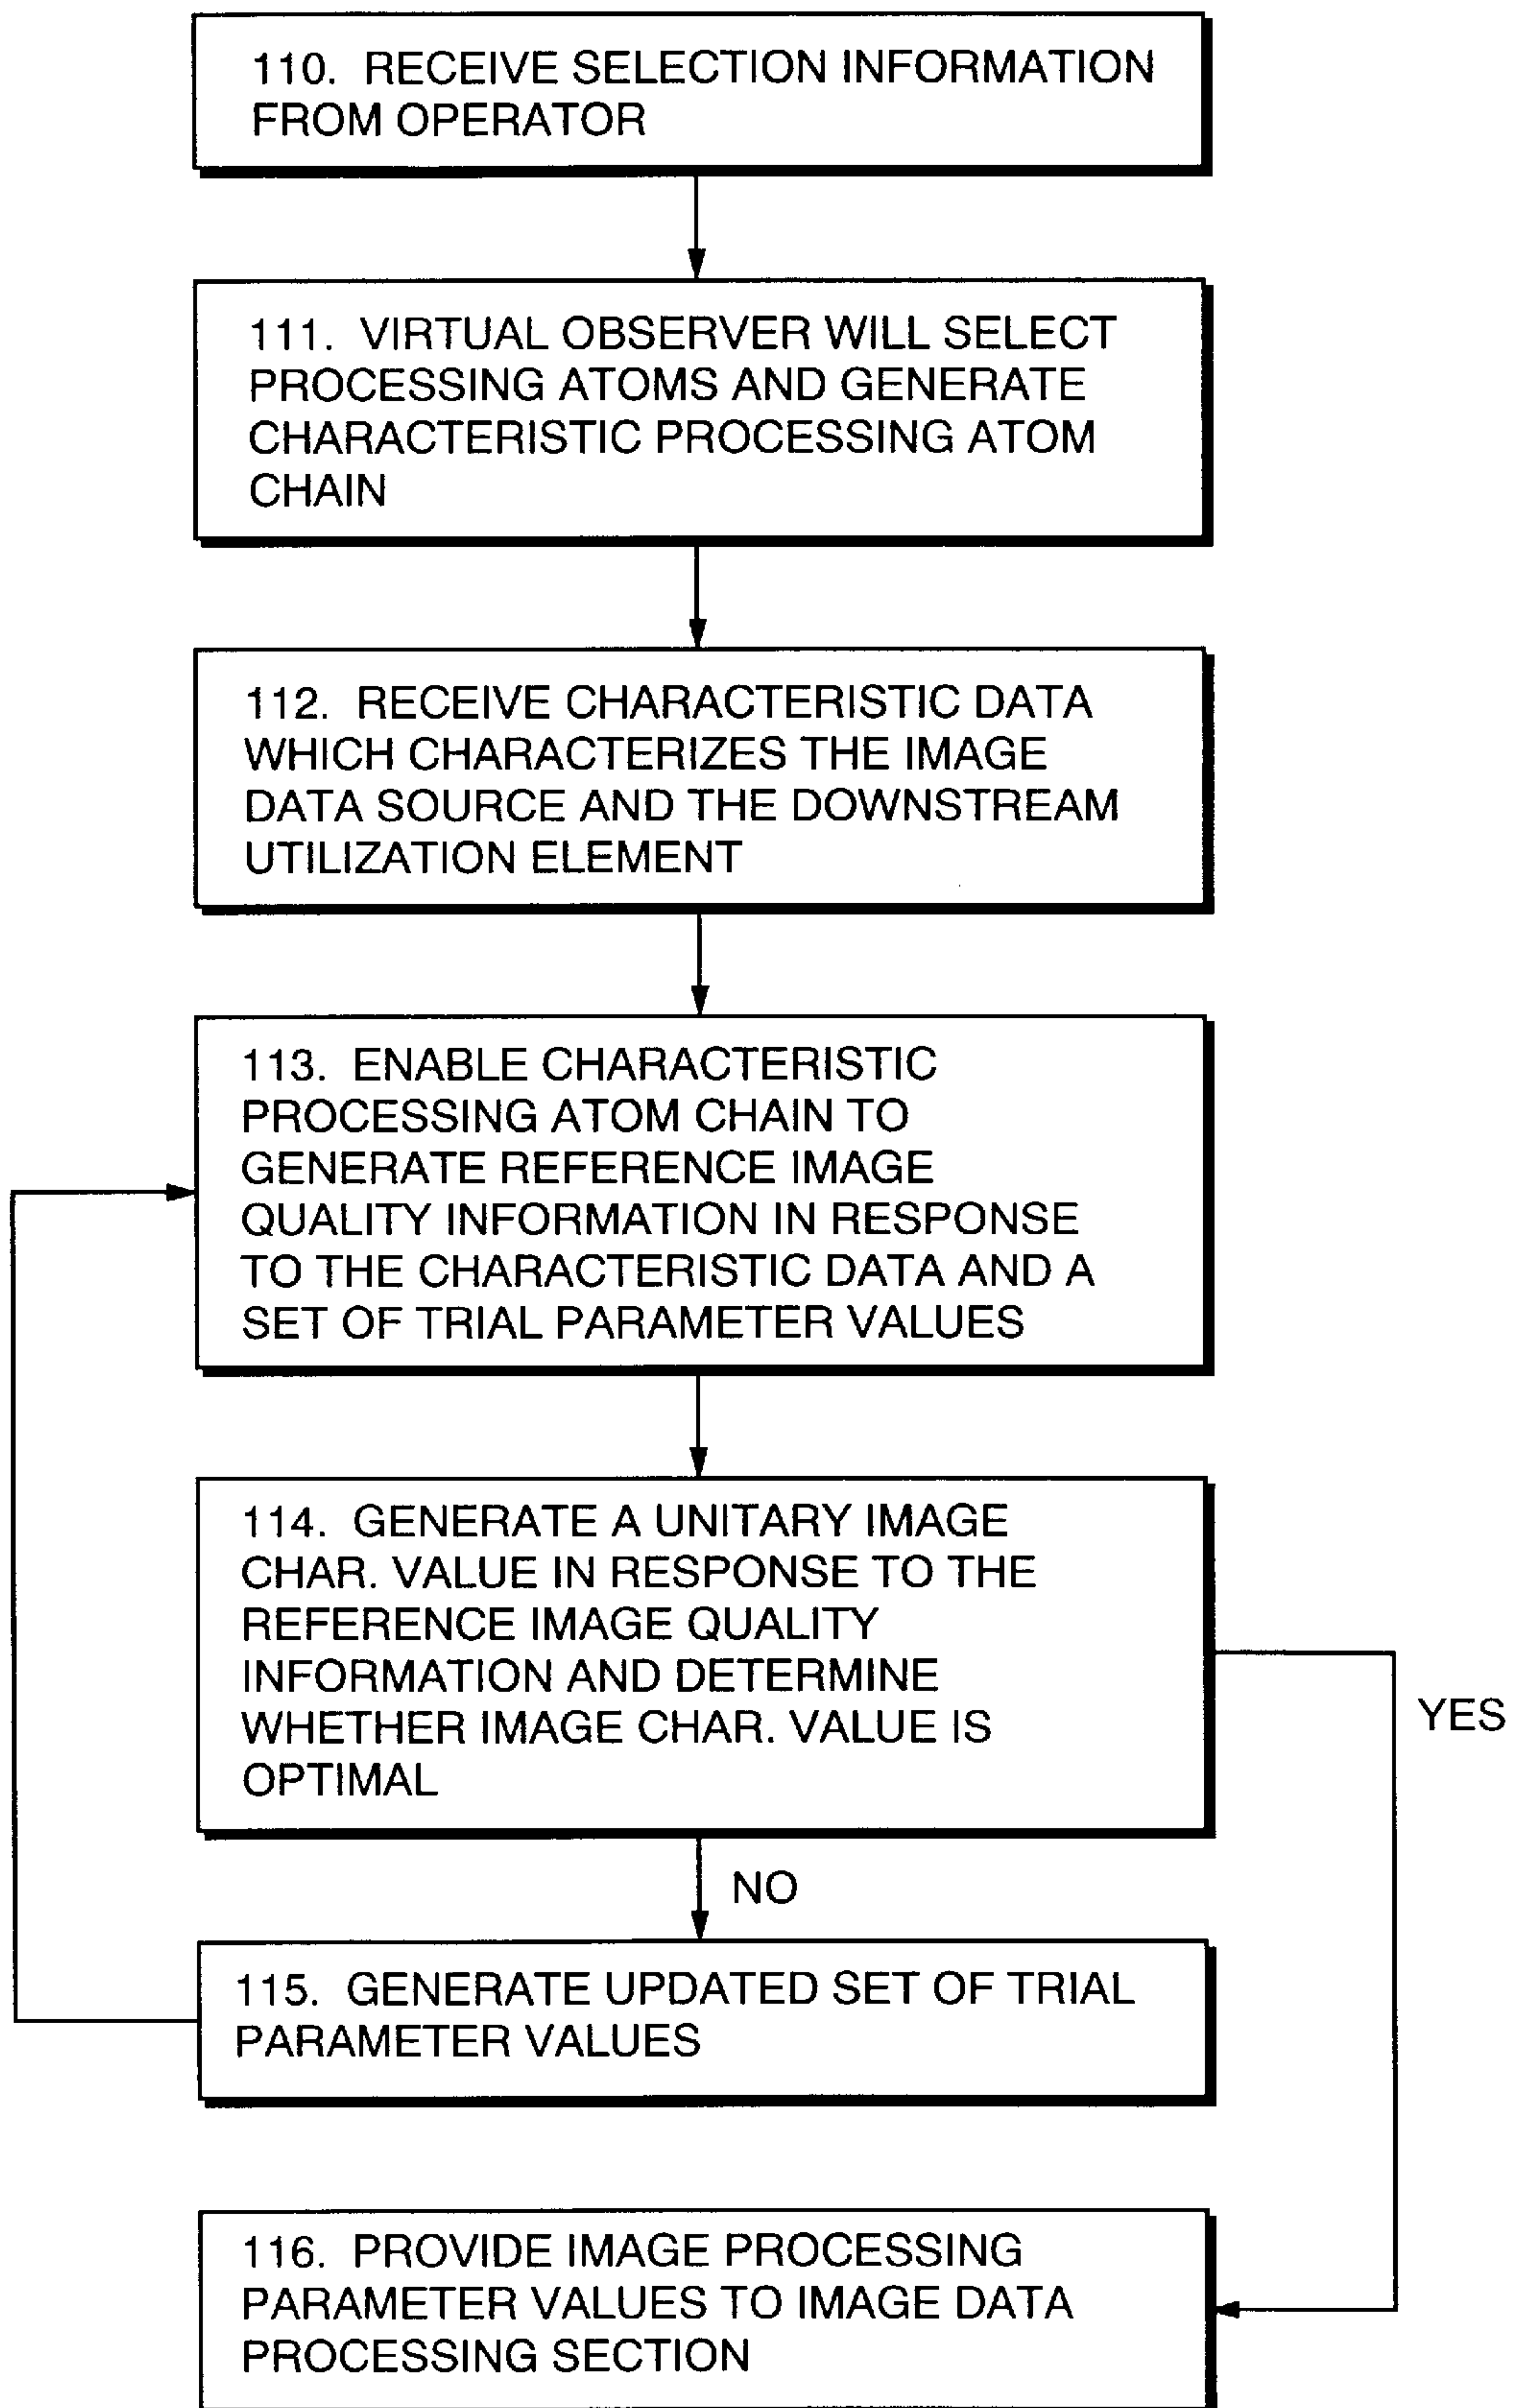 110. RECEIVE SELECTION INFORMATION
FROM OPERATOR
111. VIRTUAL OBSERVER WILL SELECT
PROCESSING ATOMS AND GENERATE
CHARACTERISTIC PROCESSING ATOM
CHAIN
112. RECEIVE CHARACTERISTIC DATA
WHICH CHARACTERIZES THE IMAGE
DATA SOURCE AND THE DOWNSTREAM
UTILIZATION ELEMENT
113. ENABLE CHARACTERISTIC
PROCESSING ATOM CHAIN TO
GENERATE REFERENCE IMAGE
QUALITY INFORMATION IN RESPONSE
TO THE CHARACTERISTIC DATA AND A
SET OF TRIAL PARAMETER VALUES
114. GENERATE A UNITARY IMAGE
CHAR. VALUE IN RESPONSE TO THE
REFERENCE IMAGE QUALITY
INFORMATION AND DETERMINE
WHETHER IMAGE CHAR. VALUE IS
OPTIMAL
YES
NO
115. GENERATE UPDATED SET OF TRIAL
PARAMETER VALUES
116. PROVIDE IMAGE PROCESSING
PARAMETER VALUES TO IMAGE DATA
PROCESSING SECTION